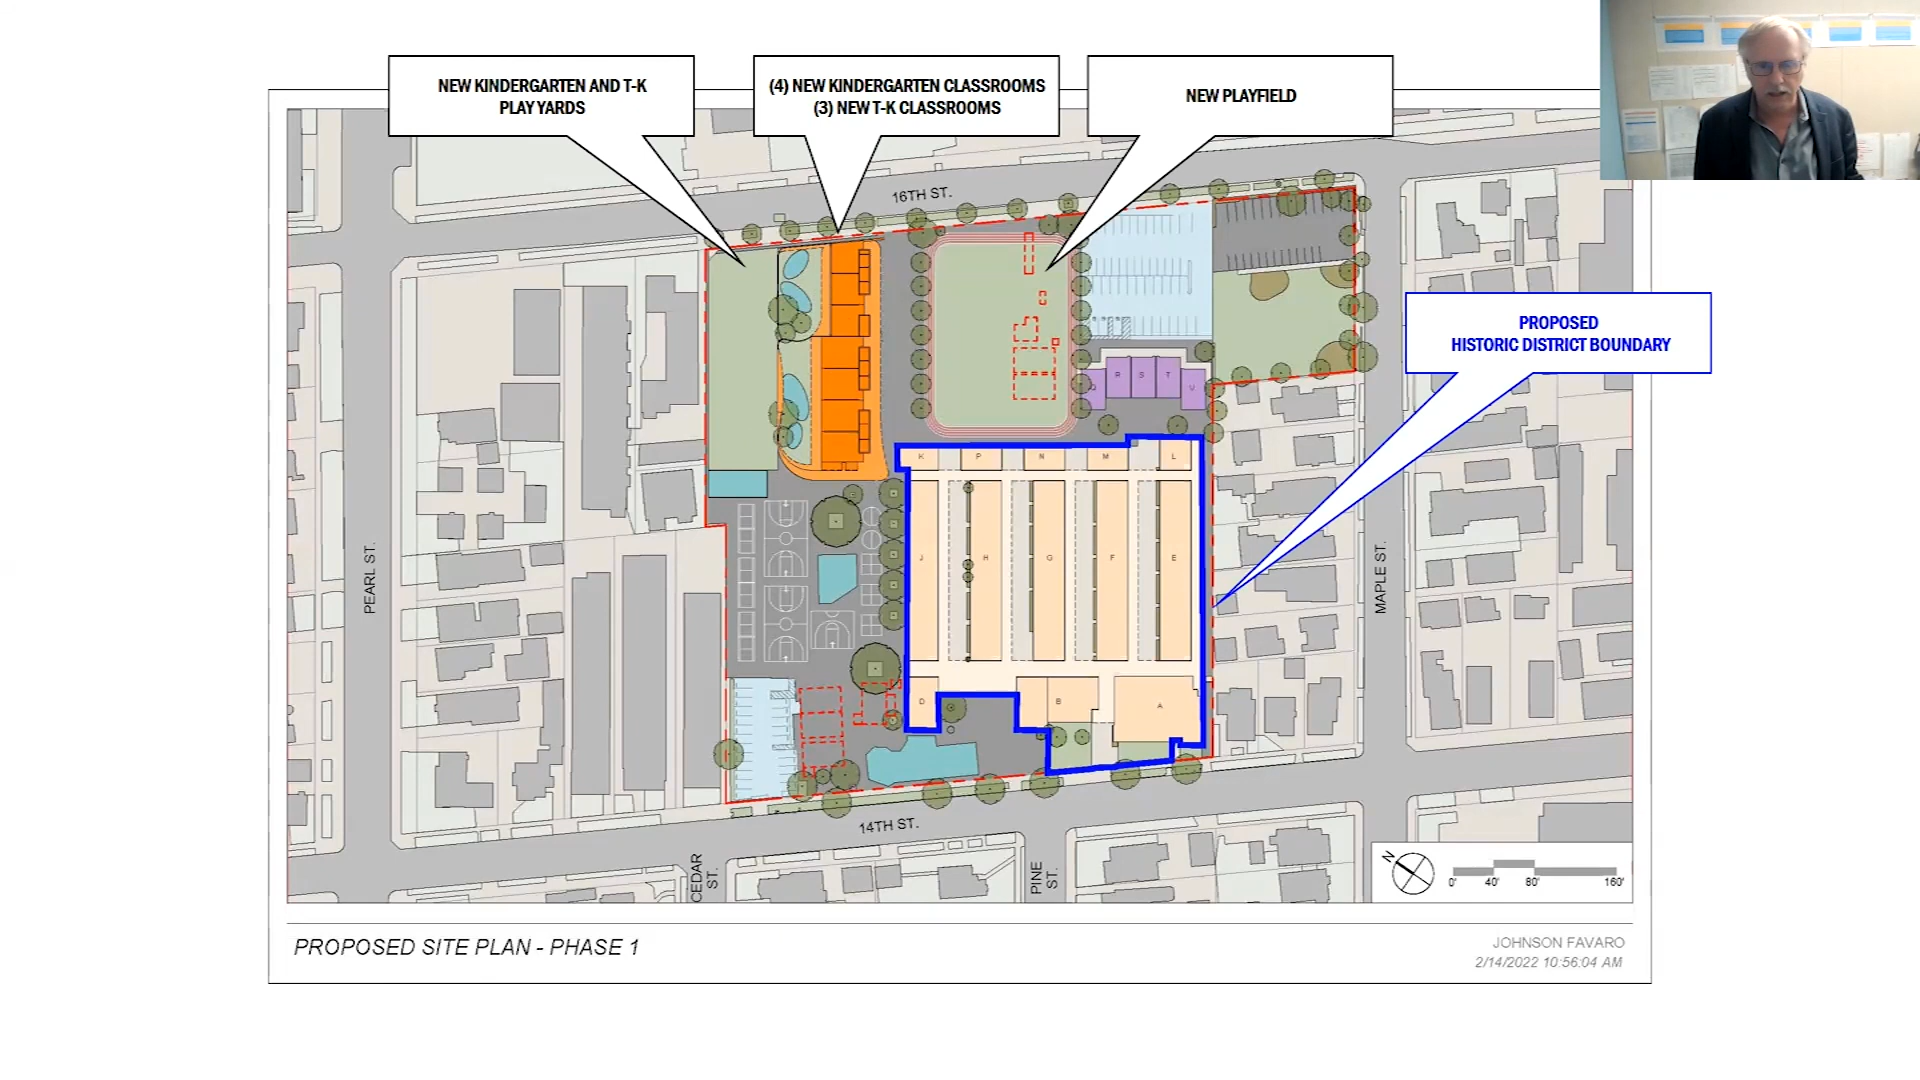 NEW KINDERGARTEN AND T-K
PLAY YARDS
(4) NEW KINDERGARTEN CLASSROOMS
(3) NEW T-K CLASSROOMS
NEW PLAYFIELD
16TH ST.
PROPOSED
HISTORIC DISTRICT BOUNDARY
Q R S T U
K P N M L
J H G F E
PEARL ST.
MAPLE ST.
D B A
14TH ST.
CEDAR
ST.
PINE
ST.
N
0' 40' 80' 160'
PROPOSED SITE PLAN - PHASE 1
JOHNSON FAVARO
2/14/2022 10:56:04 AM